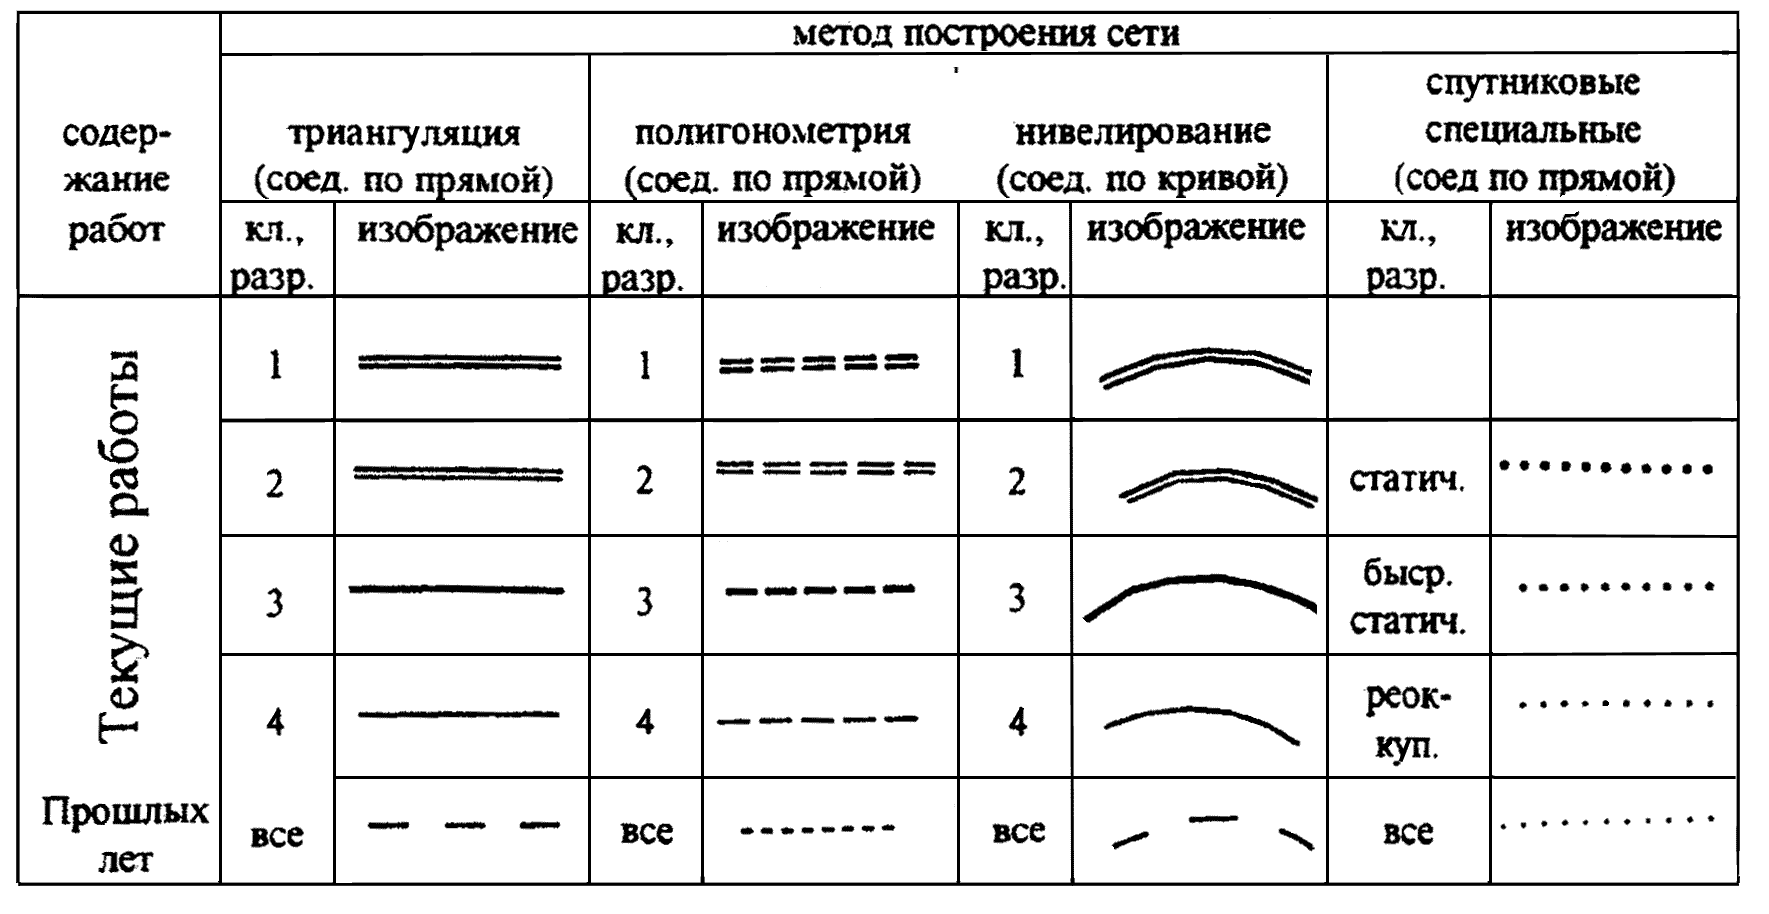 метод построения сети
содер-
жание
работ
триангуляция
(соед. по прямой)
полигонометрия
(соед. по прямой)
нивелирование
(соед. по кривой)
спутниковые
специальные
(соед по прямой)
кл.,
разр.
изображение
кл.,
разр.
изображение
кл.,
разр.
изображение
кл.,
разр.
изображение
Текущие работы
1
1
1
2
2
2
статич.
3
3
3
быср.
статич.
4
4
4
реок-
куп.
Прошлых
лет
все
все
все
все